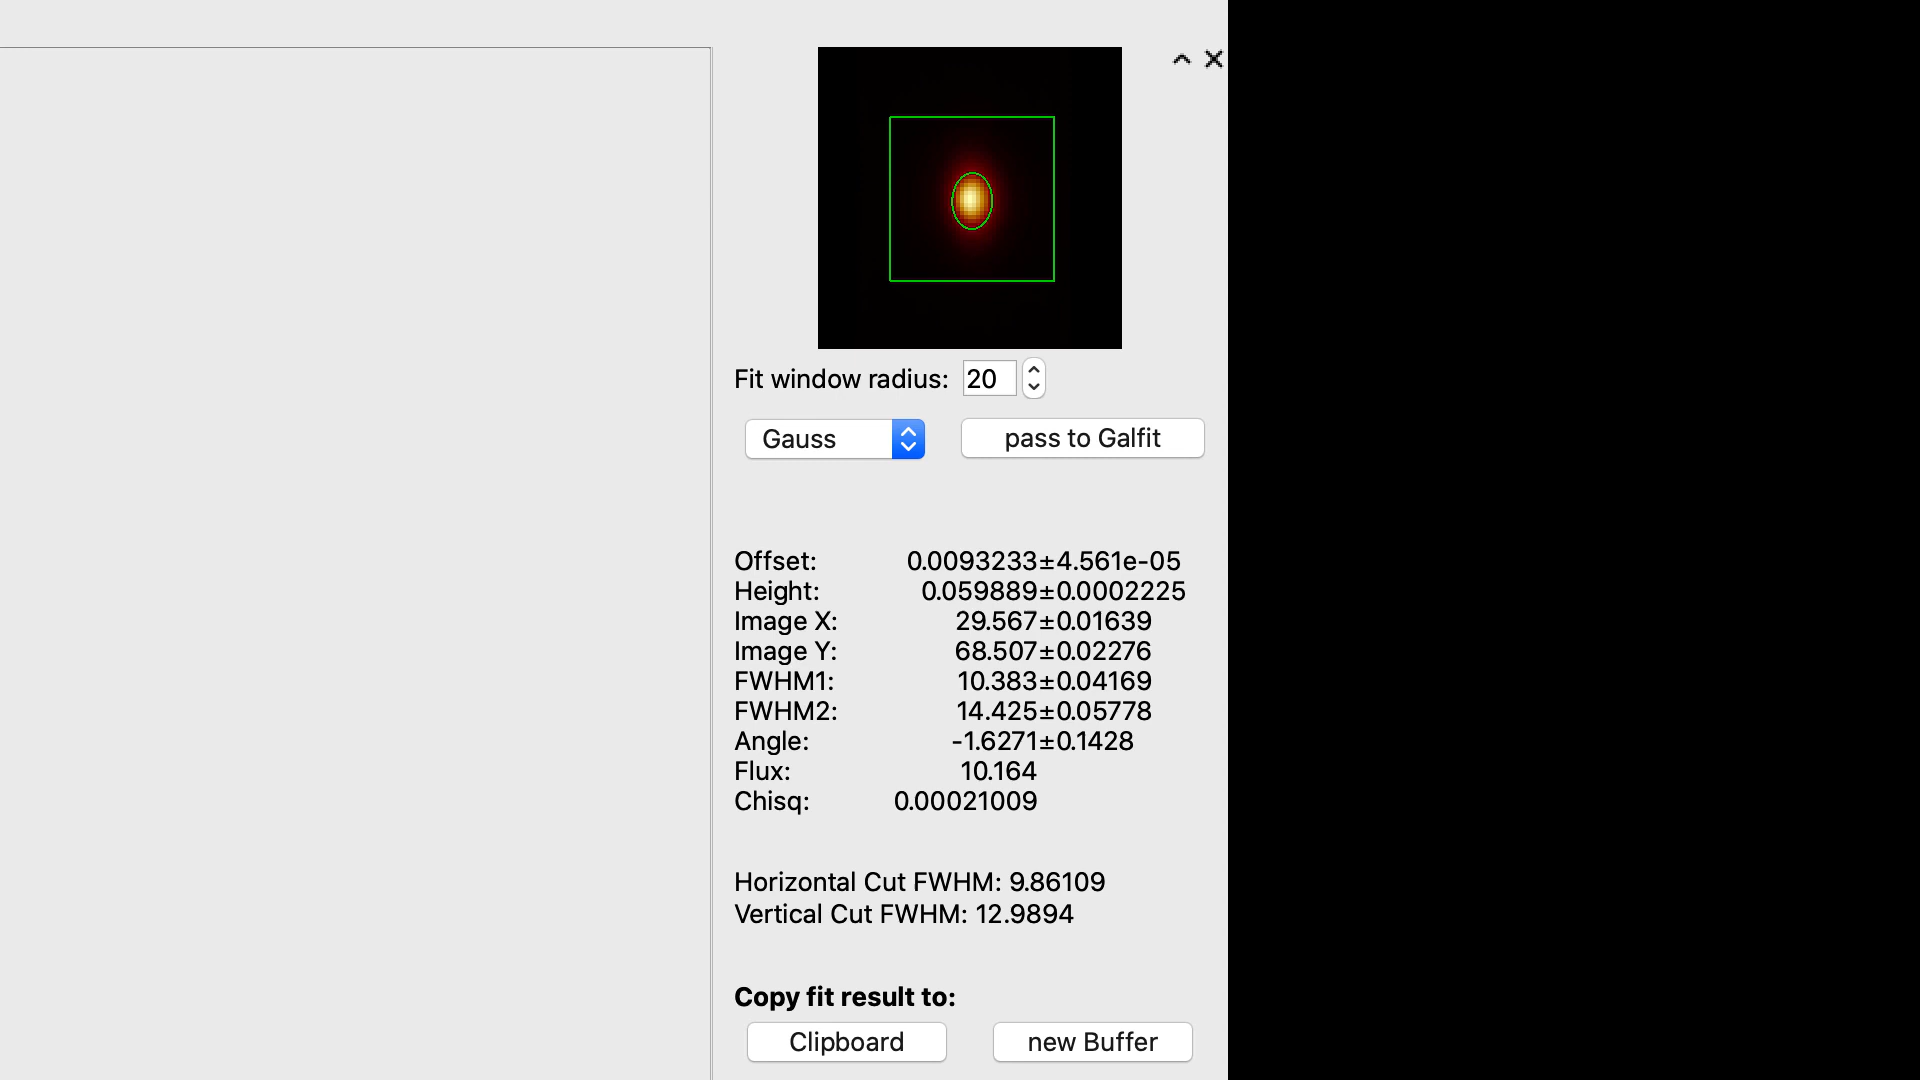 Fit window radius: 20
Gauss pass to Galfit
Offset: 0.0093233±4.561e-05
Height: 0.059889±0.0002225
Image X: 29.567±0.01639
Image Y: 68.507±0.02276
FWHM1: 10.383±0.04169
FWHM2: 14.425±0.05778
Angle: -1.6271±0.1428
Flux: 10.164
Chisq: 0.00021009
Horizontal Cut FWHM: 9.86109
Vertical Cut FWHM: 12.9894
Copy fit result to:
Clipboard new Buffer